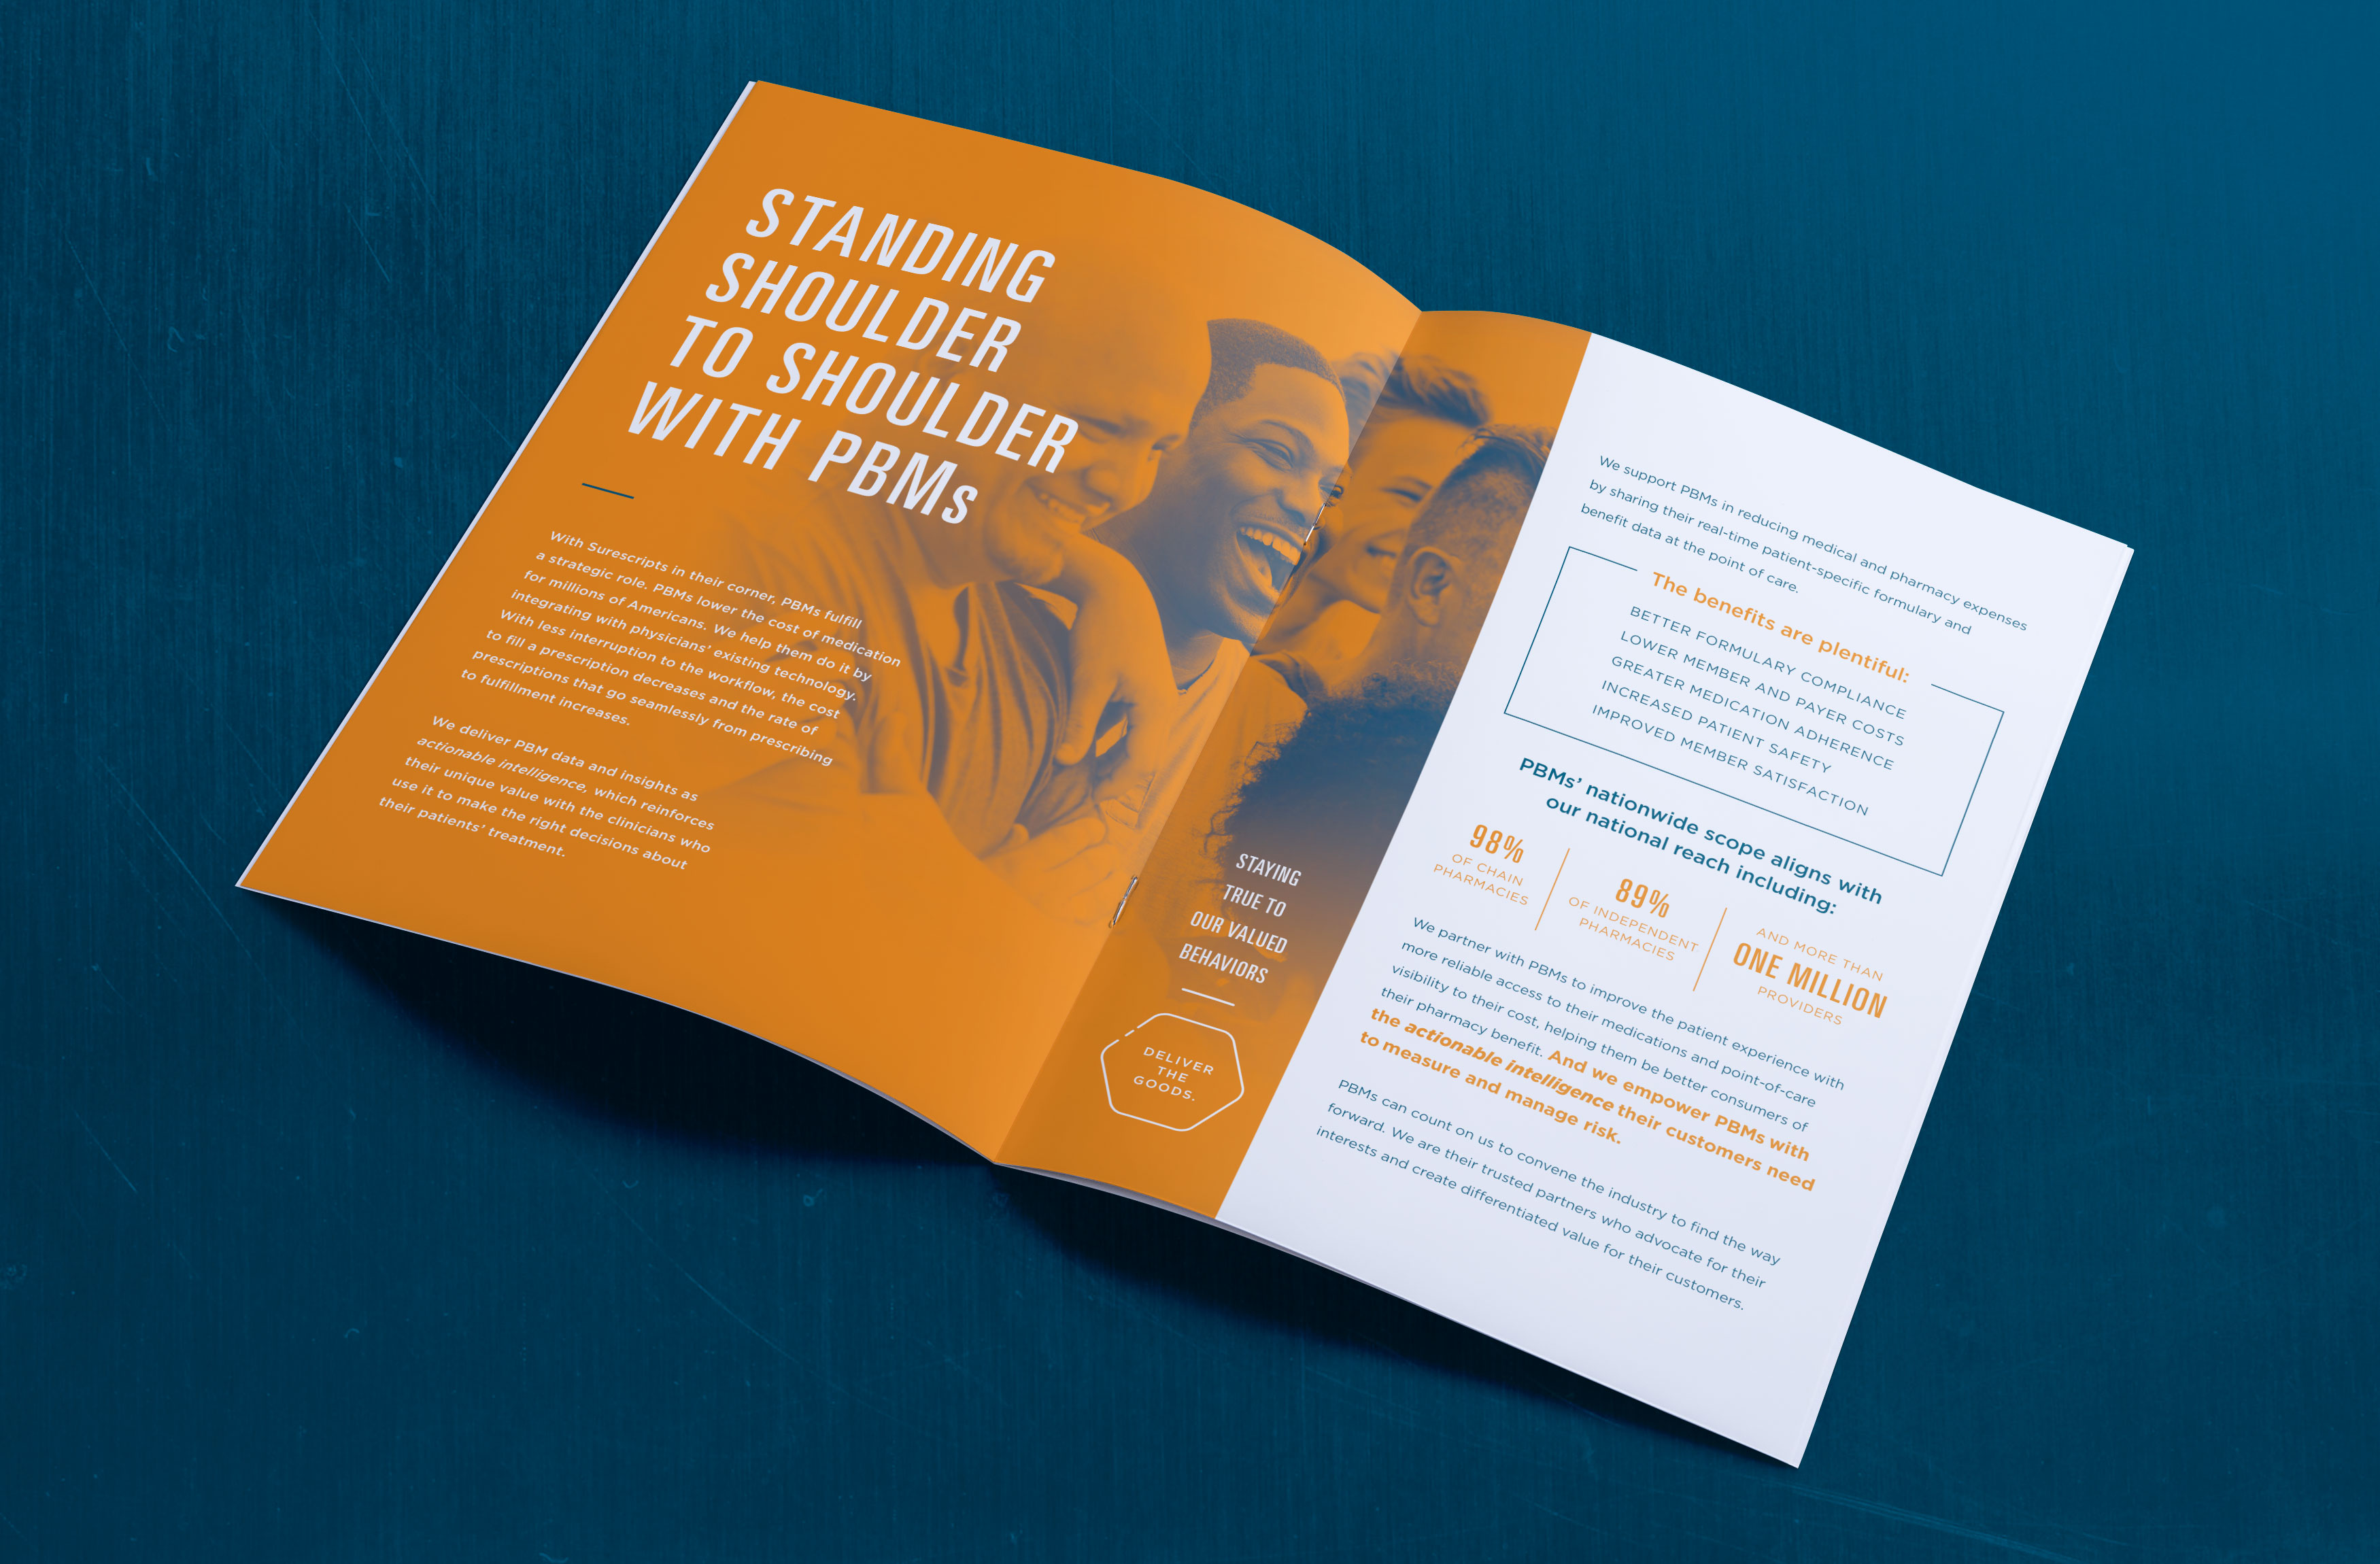 STANDING
SHOULDER
TO SHOULDER
WITH PBMs
With Surescripts in their corner, PBMs fulfill
a strategic role. PBMs lower the cost of medication
for millions of Americans. We help them do it by
integrating with physicians' existing technology.
With less interruption to the workflow, the cost
to fill a prescription decreases and the rate of
prescriptions that go seamlessly from prescribing
to fulfillment increases.
We deliver PBM data and insights as
actionable intelligence, which reinforces
their unique value with the clinicians who
use it to make the right decisions about
their patients' treatment.
STAYING
TRUE TO
OUR VALUED
BEHAVIORS
DELIVER
THE
GOODS.
We support PBMs in reducing medical and pharmacy expenses
by sharing their real-time patient-specific formulary and
benefit data at the point of care.
The benefits are plentiful:
BETTER FORMULARY COMPLIANCE
LOWER MEMBER AND PAYER COSTS
GREATER MEDICATION ADHERENCE
INCREASED PATIENT SAFETY
IMPROVED MEMBER SATISFACTION
PBMs' nationwide scope aligns with
our national reach including:
98%
OF CHAIN
PHARMACIES
89%
OF INDEPENDENT
PHARMACIES
AND MORE THAN
ONE MILLION
PROVIDERS
We partner with PBMs to improve the patient experience with
more reliable access to their medications and point-of-care
visibility to their cost, helping them be better consumers of
their pharmacy benefit. And we empower PBMs with
the actionable intelligence their customers need
to measure and manage risk.
PBMs can count on us to convene the industry to find the way
forward. We are their trusted partners who advocate for their
interests and create differentiated value for their customers.